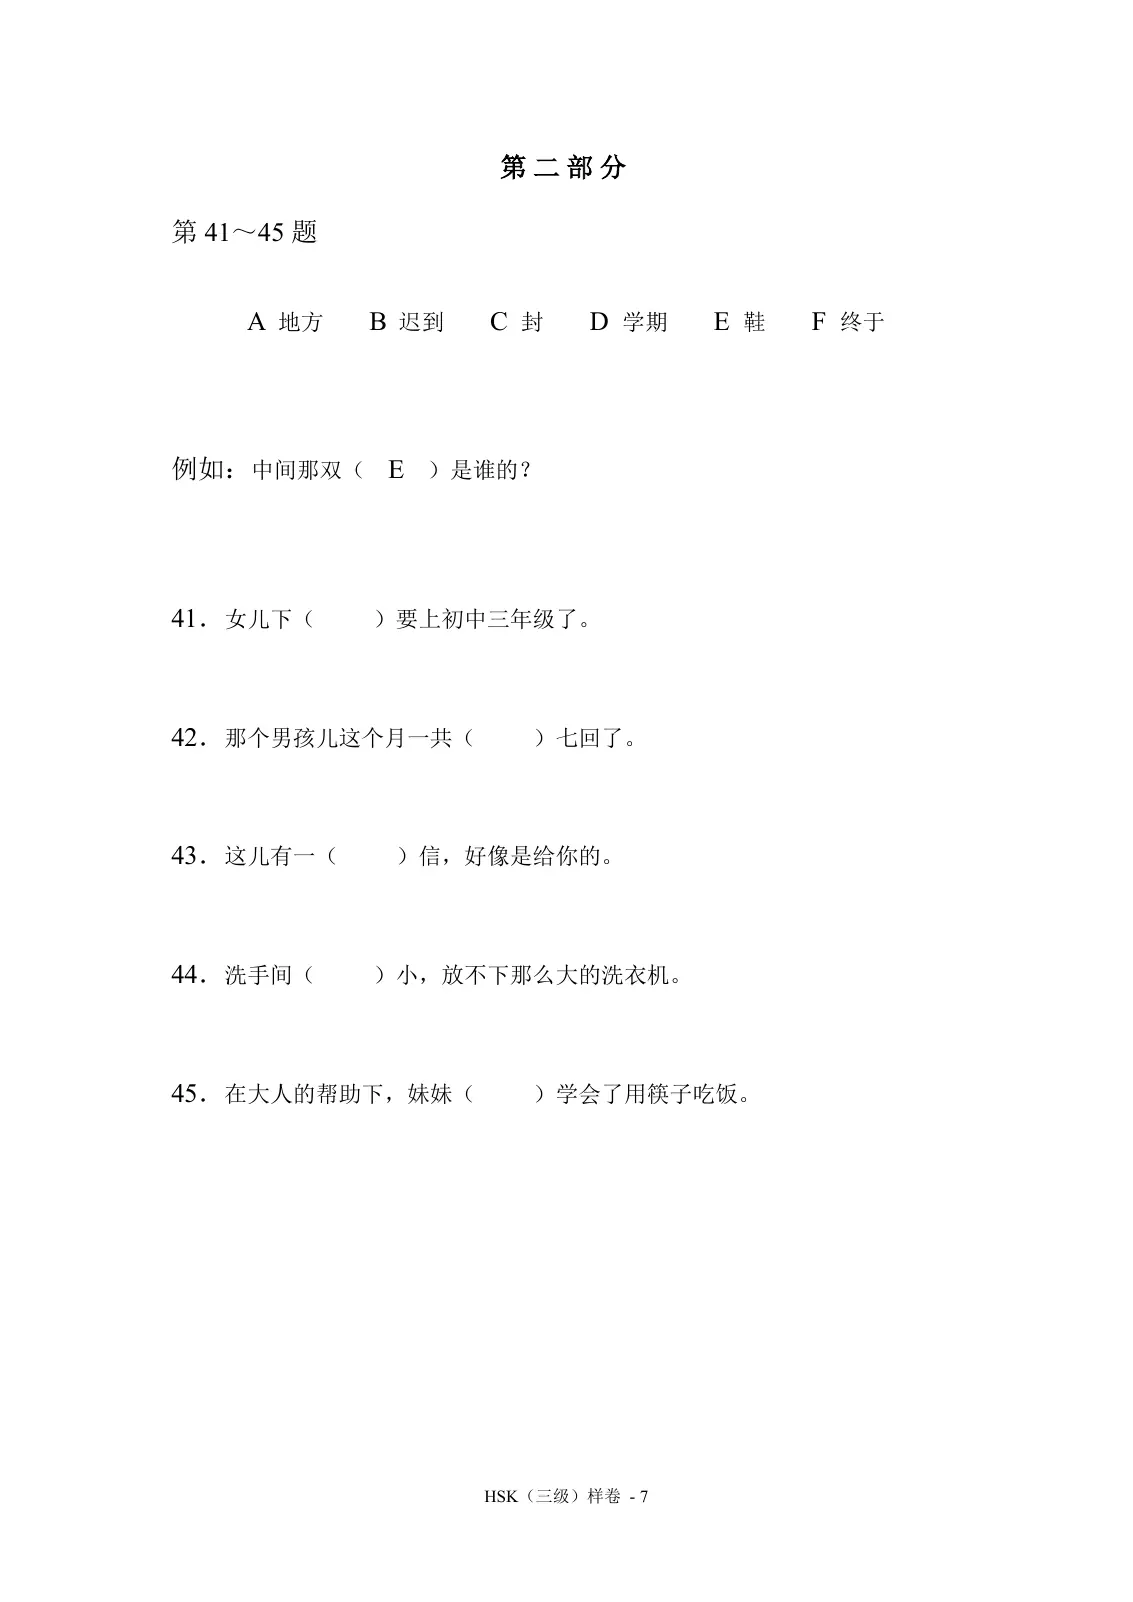 第二部分
第 41～45 题
A 地方 B 迟到 C 封 D 学期 E 鞋 F 终于
例如：中间那双（ E ）是谁的？
41．女儿下（ ）要上初中三年级了。
42．那个男孩儿这个月一共（ ）七回了。
43．这儿有一（ ）信，好像是给你的。
44．洗手间（ ）小，放不下那么大的洗衣机。
45．在大人的帮助下，妹妹（ ）学会了用筷子吃饭。
HSK（三级）样卷 - 7